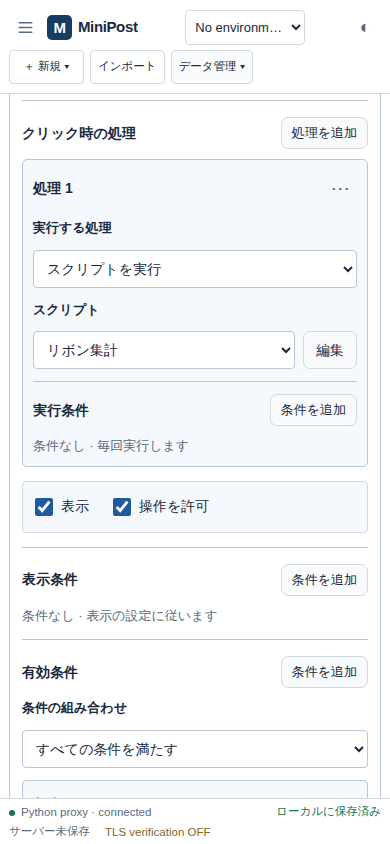 M MiniPost No environm…
＋ 新規 ▾ インポート データ管理 ▾
クリック時の処理 処理を追加
処理 1 ...
実行する処理
スクリプトを実行
スクリプト
リボン集計 編集
実行条件 条件を追加
条件なし · 毎回実行します
表示 操作を許可
表示条件 条件を追加
条件なし · 表示の設定に従います
有効条件 条件を追加
条件の組み合わせ
すべての条件を満たす
Python proxy · connected ローカルに保存済み
サーバー未保存 TLS verification OFF